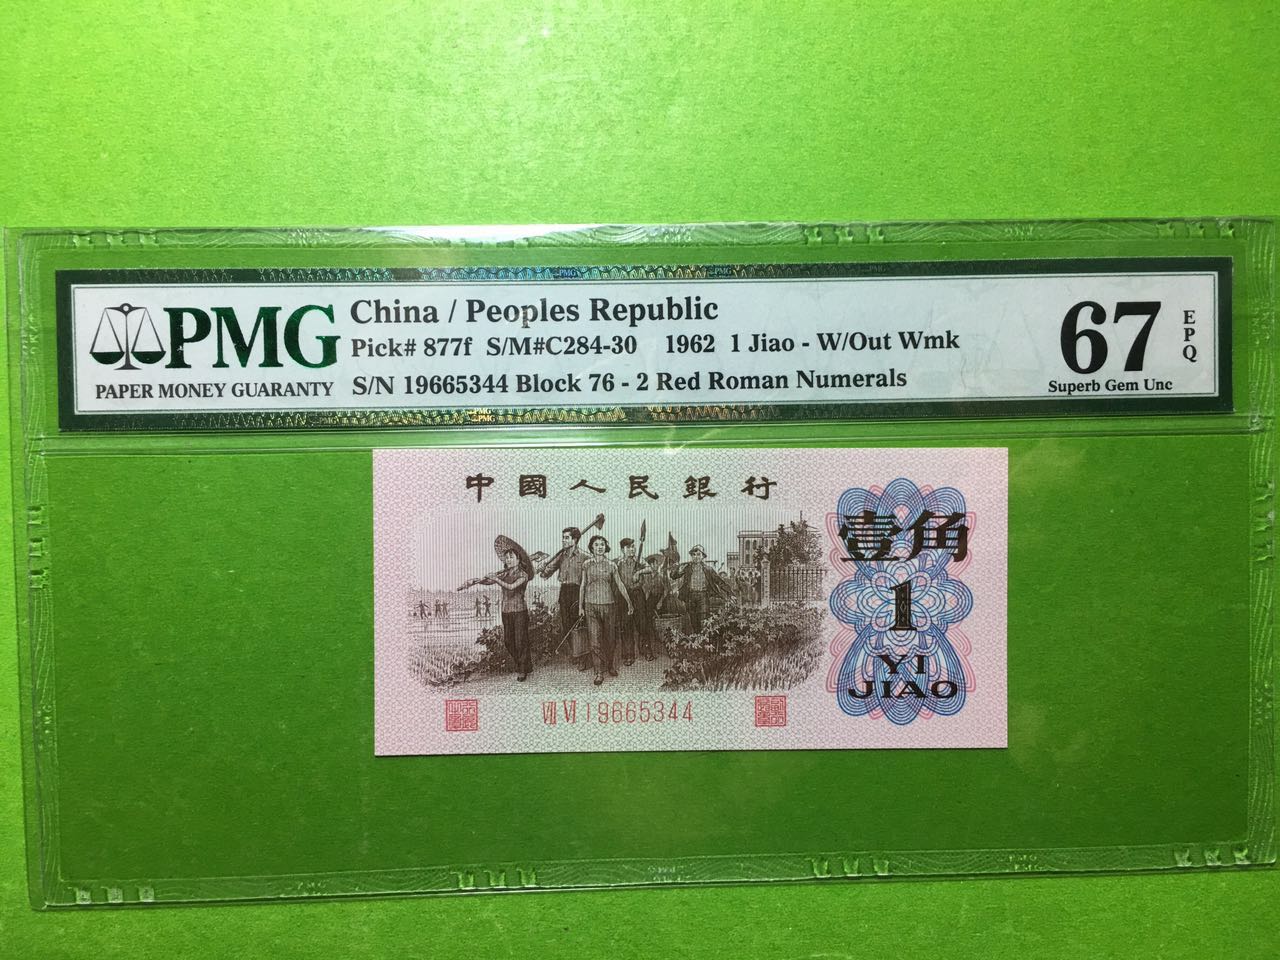 PMG
PAPER MONEY GUARANTY
China / Peoples Republic
Pick# 877f S/M#C284-30 1962 1 Jiao - W/Out Wmk
S/N 19665344 Block 76 - 2 Red Roman Numerals
67
EPQ
Superb Gem Unc
中國人民銀行
壹角
1
YI
JIAO
VII VI 19665344